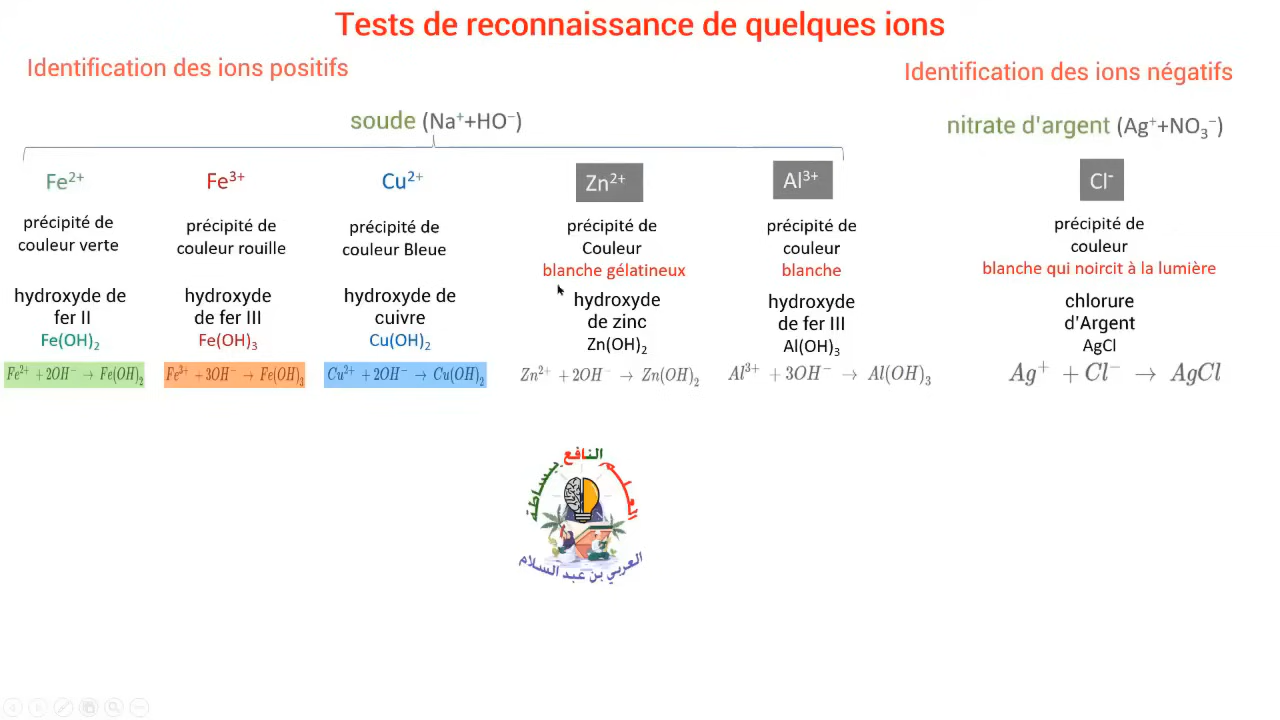 Tests de reconnaissance de quelques ions
Identification des ions positifs
Identification des ions négatifs
soude (Na⁺+HO⁻)
nitrate d'argent (Ag⁺+NO₃⁻)
Fe²⁺
Fe³⁺
Cu²⁺
Zn²⁺
Al³⁺
Cl⁻
précipité de
couleur verte
précipité de
couleur rouille
précipité de
couleur Bleue
précipité de
Couleur
blanche gélatineux
précipité de
couleur
blanche
précipité de
couleur
blanche qui noircit à la lumière
hydroxyde de
fer II
Fe(OH)₂
hydroxyde
de fer III
Fe(OH)₃
hydroxyde de
cuivre
Cu(OH)₂
hydroxyde
de zinc
Zn(OH)₂
hydroxyde
de fer III
Al(OH)₃
chlorure
d'Argent
AgCl
Fe²⁺ + 2OH⁻ → Fe(OH)₂
Fe³⁺ + 3OH⁻ → Fe(OH)₃
Cu²⁺ + 2OH⁻ → Cu(OH)₂
Zn²⁺ + 2OH⁻ → Zn(OH)₂
Al³⁺ + 3OH⁻ → Al(OH)₃
Ag⁺ + Cl⁻ → AgCl
العلم النافع ببساطة
العربي بن عبد السلام